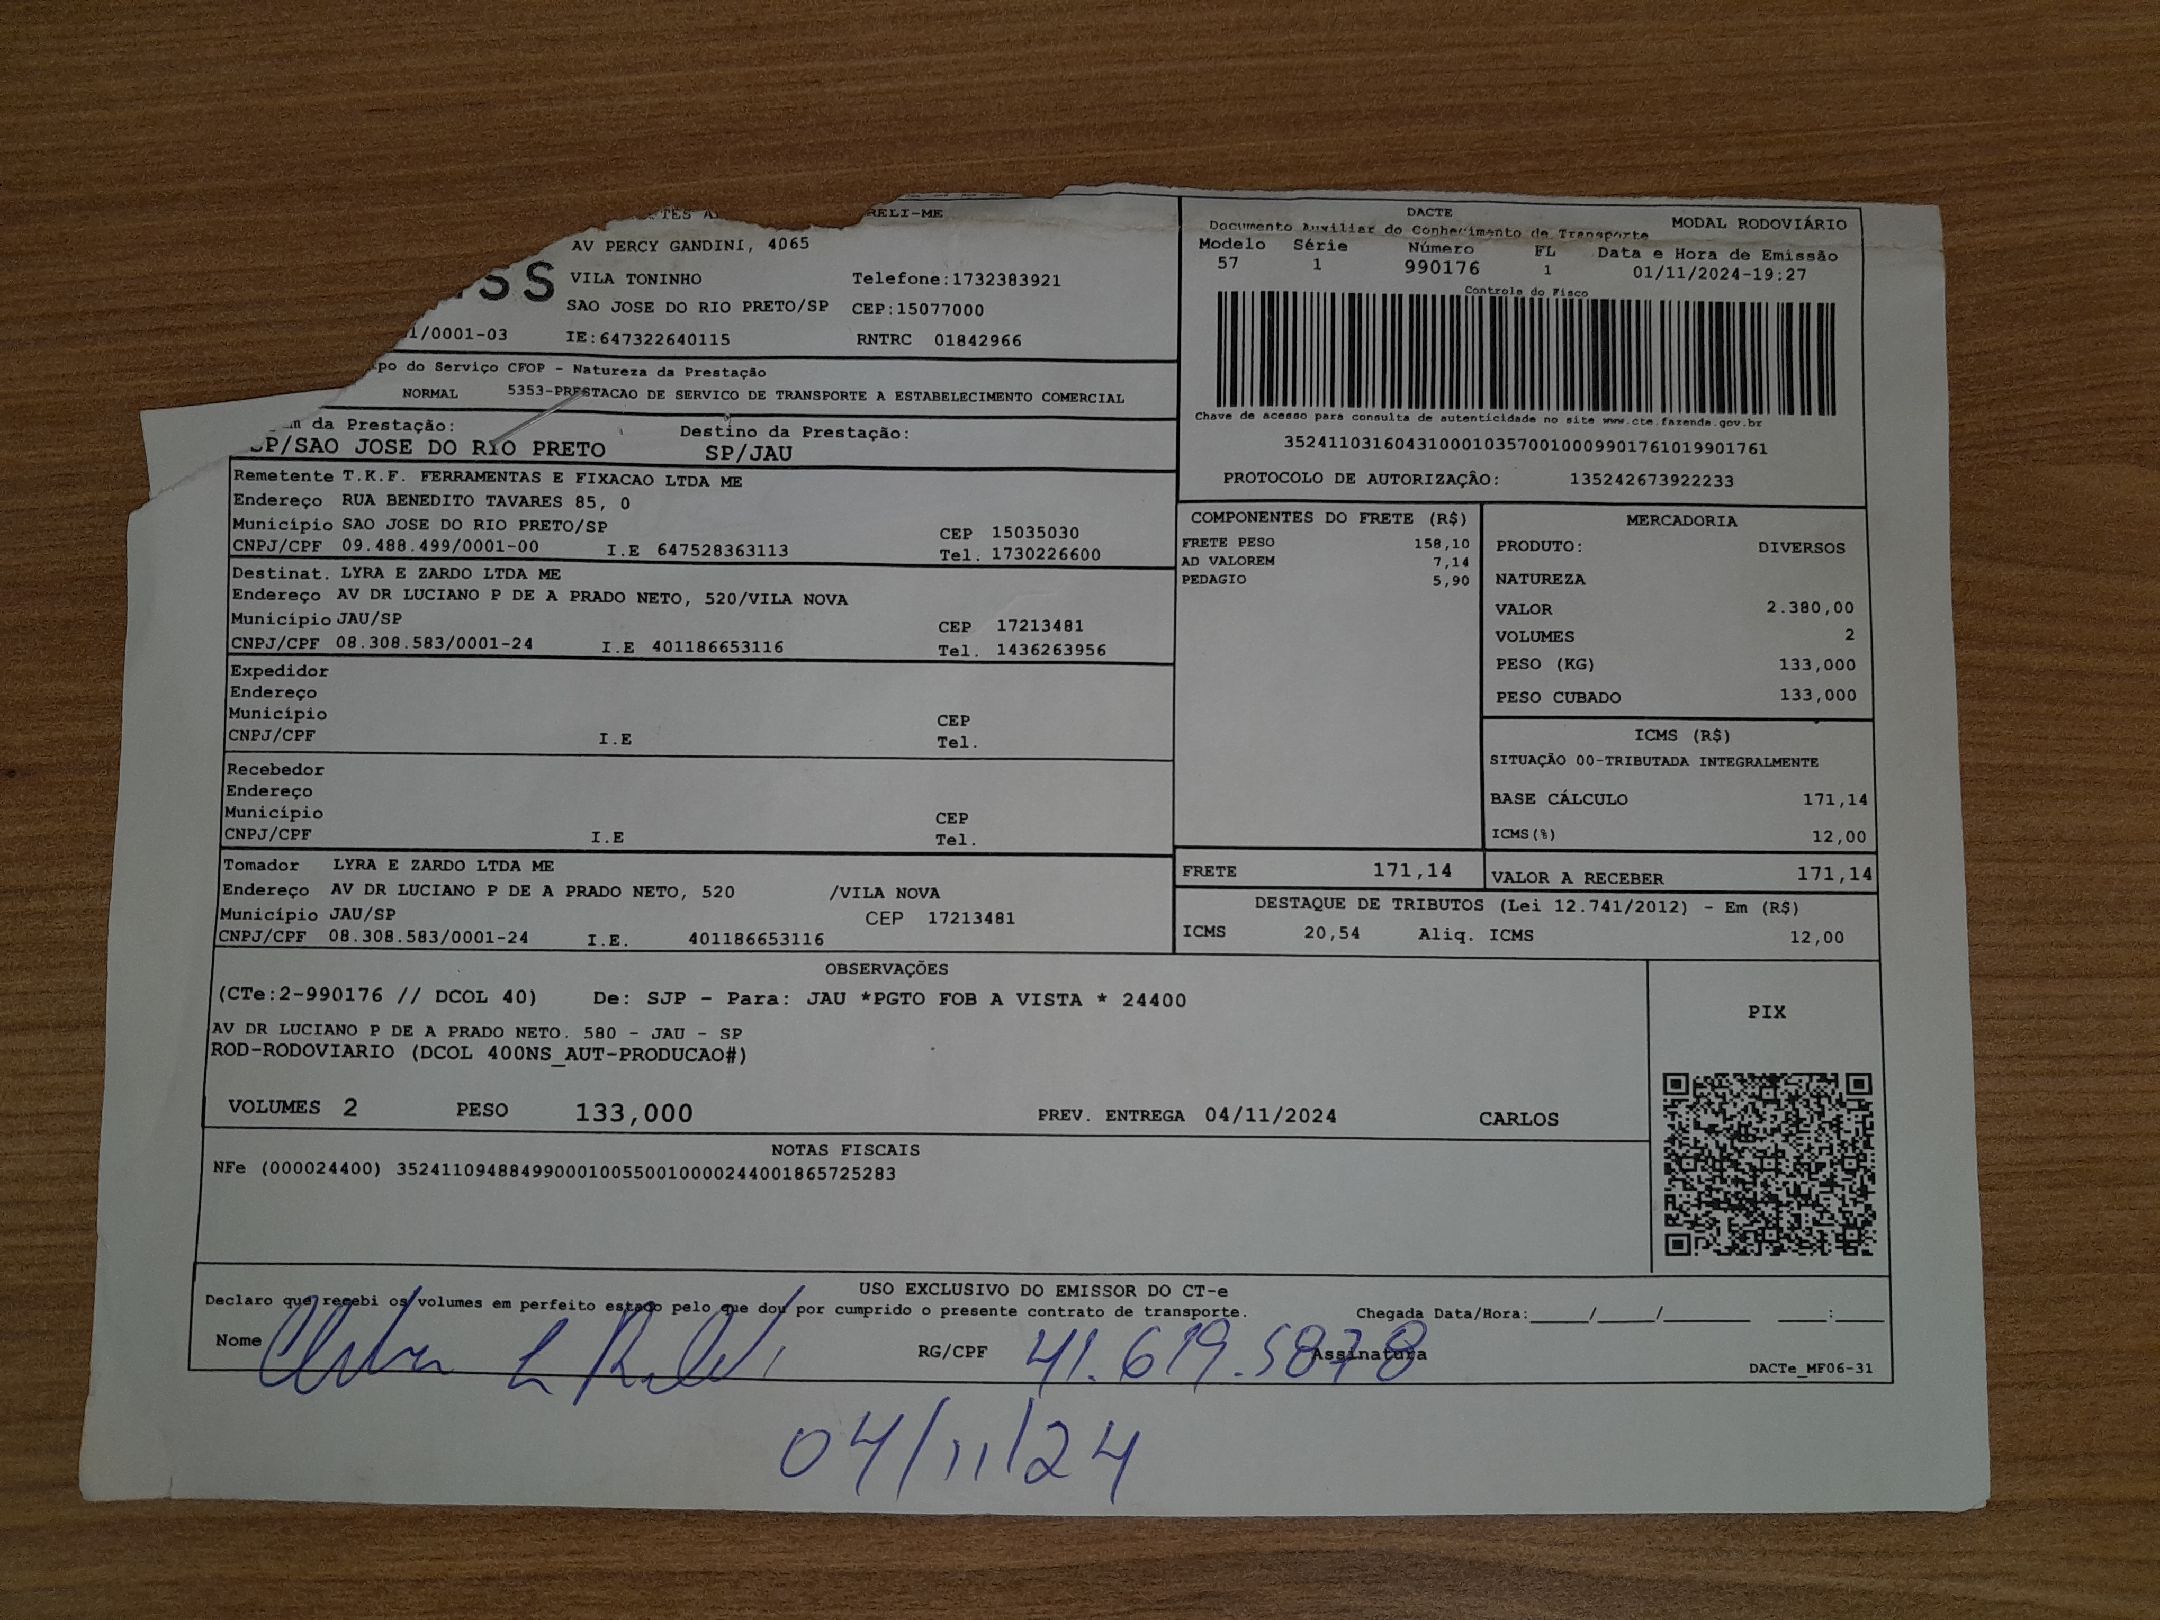 RELI-ME
AV PERCY GANDINI, 4065
VILA TONINHO Telefone:1732383921
SAO JOSE DO RIO PRETO/SP CEP:15077000
1/0001-03 IE:647322640115 RNTRC 01842966
po do Serviço CFOP - Natureza da Prestação
NORMAL 5353-PRESTACAO DE SERVICO DE TRANSPORTE A ESTABELECIMENTO COMERCIAL
m da Prestação: Destino da Prestação:
SP/SAO JOSE DO RIO PRETO SP/JAU
DACTE
Documento Auxiliar do Conhecimento de Transporte MODAL RODOVIÁRIO
Modelo Série Número FL Data e Hora de Emissão
57 1 990176 1 01/11/2024-19:27
Controle do Fisco
Chave de acesso para consulta de autenticidade no site www.cte.fazenda.gov.br
35241103160431000103570010009901761019901761
PROTOCOLO DE AUTORIZAÇÂO: 135242673922233
Remetente T.K.F. FERRAMENTAS E FIXACAO LTDA ME
Endereço RUA BENEDITO TAVARES 85, 0
Município SAO JOSE DO RIO PRETO/SP CEP 15035030
CNPJ/CPF 09.488.499/0001-00 I.E 647528363113 Tel. 1730226600
Destinat. LYRA E ZARDO LTDA ME
Endereço AV DR LUCIANO P DE A PRADO NETO, 520/VILA NOVA
Município JAU/SP CEP 17213481
CNPJ/CPF 08.308.583/0001-24 I.E 401186653116 Tel. 1436263956
Expedidor
Endereço
Município CEP
CNPJ/CPF I.E Tel.
Recebedor
Endereço
Município CEP
CNPJ/CPF I.E Tel.
Tomador LYRA E ZARDO LTDA ME
Endereço AV DR LUCIANO P DE A PRADO NETO, 520 /VILA NOVA
Município JAU/SP CEP 17213481
CNPJ/CPF 08.308.583/0001-24 I.E. 401186653116
COMPONENTES DO FRETE (R$)
FRETE PESO 158,10
AD VALOREM 7,14
PEDAGIO 5,90
MERCADORIA
PRODUTO: DIVERSOS
NATUREZA
VALOR 2.380,00
VOLUMES 2
PESO (KG) 133,000
PESO CUBADO 133,000
ICMS (R$)
SITUAÇÃO 00-TRIBUTADA INTEGRALMENTE
BASE CÁLCULO 171,14
ICMS(%) 12,00
FRETE 171,14 VALOR A RECEBER 171,14
DESTAQUE DE TRIBUTOS (Lei 12.741/2012) - Em (R$)
ICMS 20,54 Aliq. ICMS 12,00
OBSERVAÇÕES
(CTe:2-990176 // DCOL 40) De: SJP - Para: JAU *PGTO FOB A VISTA * 24400
AV DR LUCIANO P DE A PRADO NETO. 580 - JAU - SP
ROD-RODOVIARIO (DCOL 400NS_AUT-PRODUCAO#)
VOLUMES 2 PESO 133,000 PREV. ENTREGA 04/11/2024 CARLOS
PIX
NOTAS FISCAIS
NFe (000024400) 35241109488499000100550010000244001865725283
USO EXCLUSIVO DO EMISSOR DO CT-e
Declaro que recebi os volumes em perfeito estado pelo que dou por cumprido o presente contrato de transporte. Chegada Data/Hora:_____/_____/________ ____:____
Nome RG/CPF 41.619.5878 Assinatura
DACTe_MF06-31
04/11/24